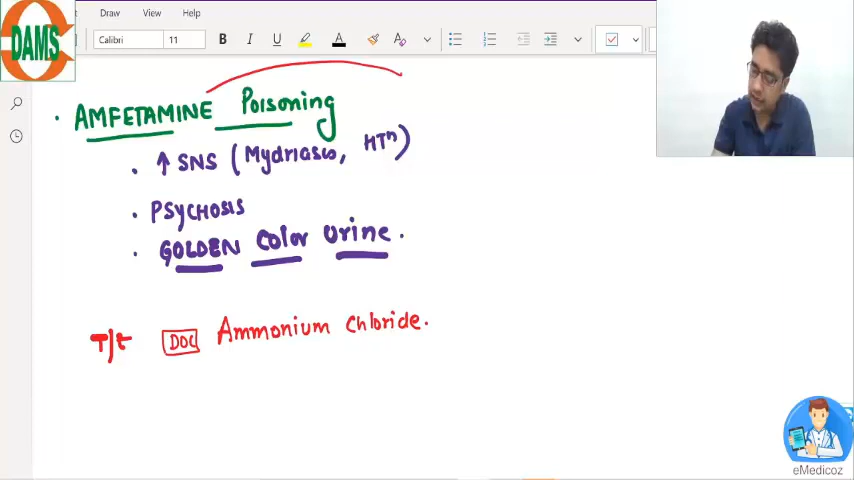 DAMS
Draw View Help
Calibri 11 B I U A A
AMFETAMINE Poisoning
↑ SNS (Mydriasis, HTⁿ)
PSYCHOSIS
GOLDEN Color Urine.
T/t DOC Ammonium Chloride.
eMedicoz